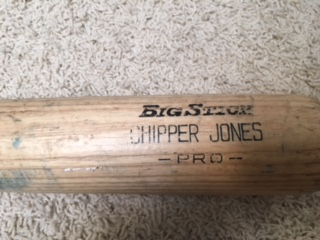 BIG STICK
CHIPPER JONES
-PRO-